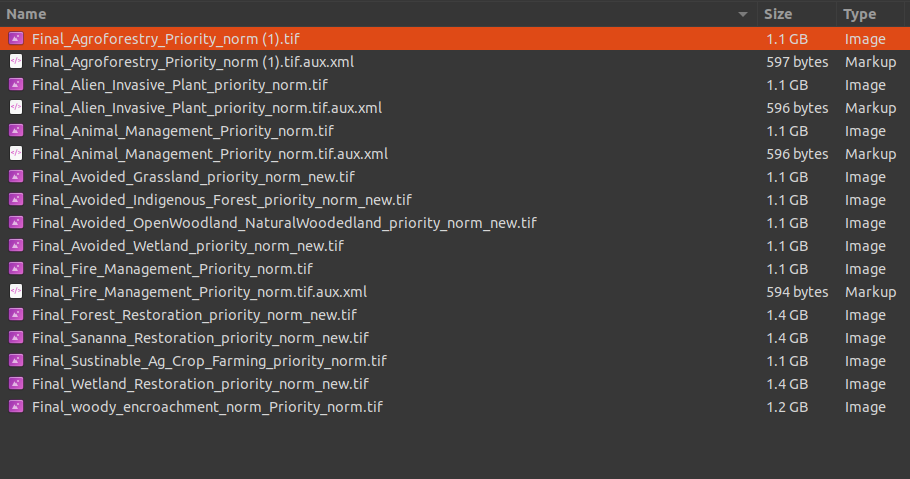 Name Size Type
Final_Agroforestry_Priority_norm (1).tif 1.1 GB Image
Final_Agroforestry_Priority_norm (1).tif.aux.xml 597 bytes Markup
Final_Alien_Invasive_Plant_priority_norm.tif 1.1 GB Image
Final_Alien_Invasive_Plant_priority_norm.tif.aux.xml 596 bytes Markup
Final_Animal_Management_Priority_norm.tif 1.1 GB Image
Final_Animal_Management_Priority_norm.tif.aux.xml 596 bytes Markup
Final_Avoided_Grassland_priority_norm_new.tif 1.1 GB Image
Final_Avoided_Indigenous_Forest_priority_norm_new.tif 1.1 GB Image
Final_Avoided_OpenWoodland_NaturalWoodedland_priority_norm_new.tif 1.1 GB Image
Final_Avoided_Wetland_priority_norm_new.tif 1.1 GB Image
Final_Fire_Management_Priority_norm.tif 1.1 GB Image
Final_Fire_Management_Priority_norm.tif.aux.xml 594 bytes Markup
Final_Forest_Restoration_priority_norm_new.tif 1.4 GB Image
Final_Sananna_Restoration_priority_norm_new.tif 1.4 GB Image
Final_Sustinable_Ag_Crop_Farming_priority_norm.tif 1.1 GB Image
Final_Wetland_Restoration_priority_norm_new.tif 1.4 GB Image
Final_woody_encroachment_norm_Priority_norm.tif 1.2 GB Image